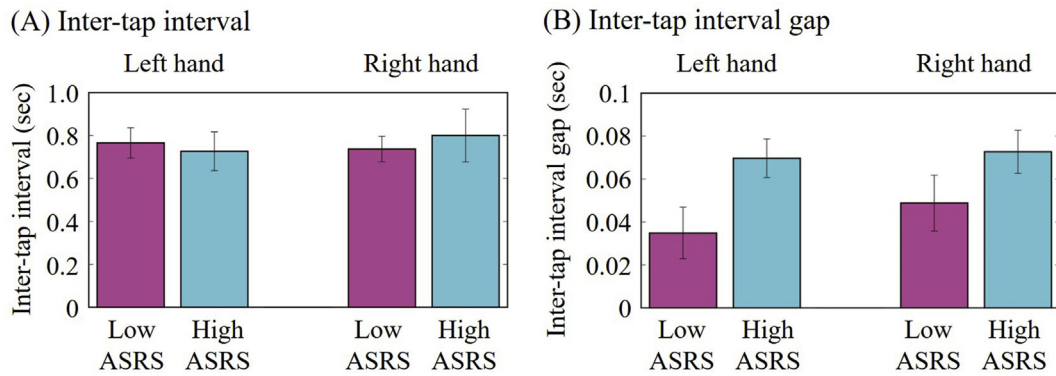 (A) Inter-tap interval
Left hand
Right hand
Inter-tap interval (sec)
1.0
0.8
0.6
0.4
0.2
0
Low
ASRS
High
ASRS
Low
ASRS
High
ASRS
(B) Inter-tap interval gap
Left hand
Right hand
Inter-tap interval gap (sec)
0.1
0.08
0.06
0.04
0.02
0
Low
ASRS
High
ASRS
Low
ASRS
High
ASRS